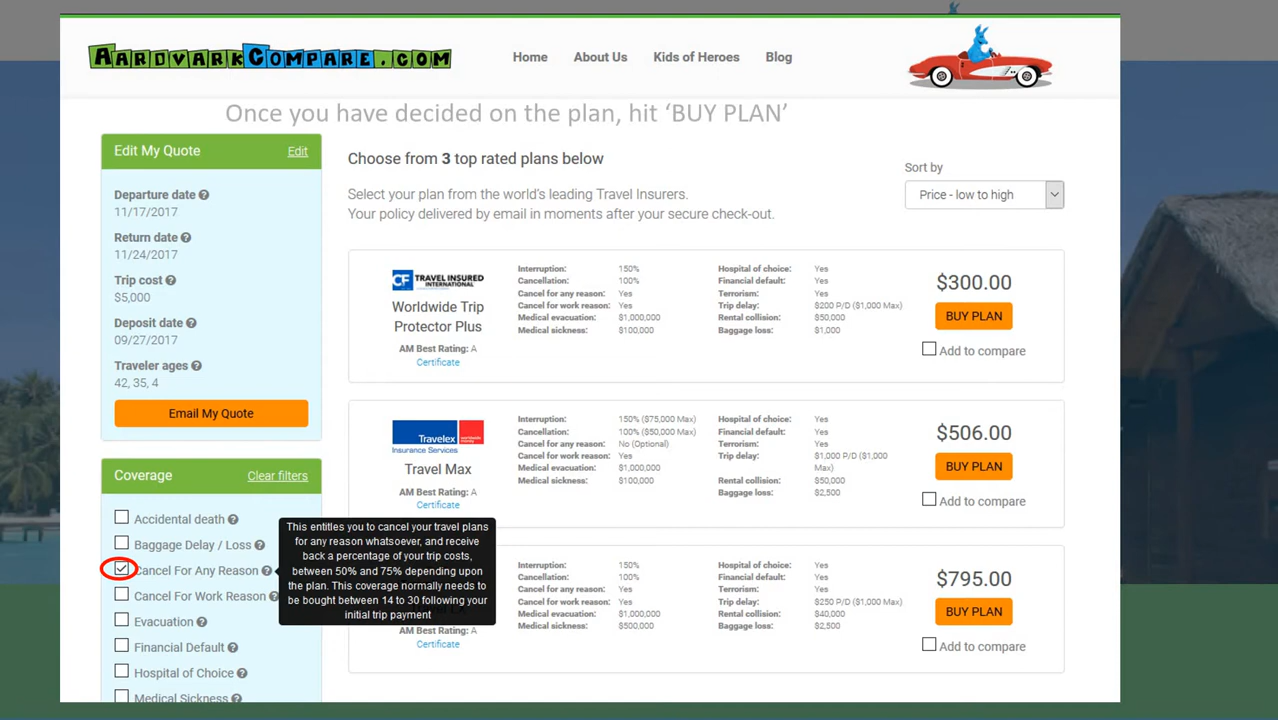 AARDVARKCOMPARE.COM
Home About Us Kids of Heroes Blog
Once you have decided on the plan, hit ‘BUY PLAN’
Edit My Quote Edit
Departure date
11/17/2017
Return date
11/24/2017
Trip cost
$5,000
Deposit date
09/27/2017
Traveler ages
42, 35, 4
Email My Quote
Coverage Clear filters
Accidental death
Baggage Delay / Loss
Cancel For Any Reason
Cancel For Work Reason
Evacuation
Financial Default
Hospital of Choice
Medical Sickness
This entitles you to cancel your travel plans
for any reason whatsoever, and receive
back a percentage of your trip costs,
between 50% and 75% depending upon
the plan. This coverage normally needs to
be bought between 14 to 30 following your
initial trip payment
Choose from 3 top rated plans below
Select your plan from the world's leading Travel Insurers.
Your policy delivered by email in moments after your secure check-out.
Sort by
Price - low to high
TRAVEL INSURED
INTERNATIONAL
Worldwide Trip
Protector Plus
AM Best Rating: A
Certificate
Interruption: 150%
Cancellation: 100%
Cancel for any reason: Yes
Cancel for work reason: Yes
Medical evacuation: $1,000,000
Medical sickness: $100,000
Hospital of choice: Yes
Financial default: Yes
Terrorism: Yes
Trip delay: $200 P/D ($1,000 Max)
Rental collision: $50,000
Baggage loss: $1,000
$300.00
BUY PLAN
Add to compare
Travelex
Insurance Services
Travel Max
AM Best Rating: A
Certificate
Interruption: 150% ($75,000 Max)
Cancellation: 100% ($50,000 Max)
Cancel for any reason: No (Optional)
Cancel for work reason: Yes
Medical evacuation: $1,000,000
Medical sickness: $100,000
Hospital of choice: Yes
Financial default: Yes
Terrorism: Yes
Trip delay: $1,000 P/D ($1,000
Max)
Rental collision: $50,000
Baggage loss: $2,500
$506.00
BUY PLAN
Add to compare
AM Best Rating: A
Certificate
Interruption: 150%
Cancellation: 100%
Cancel for any reason: Yes
Cancel for work reason: Yes
Medical evacuation: $1,000,000
Medical sickness: $500,000
Hospital of choice: Yes
Financial default: Yes
Terrorism: Yes
Trip delay: $250 P/D ($1,000 Max)
Rental collision: $40,000
Baggage loss: $2,500
$795.00
BUY PLAN
Add to compare